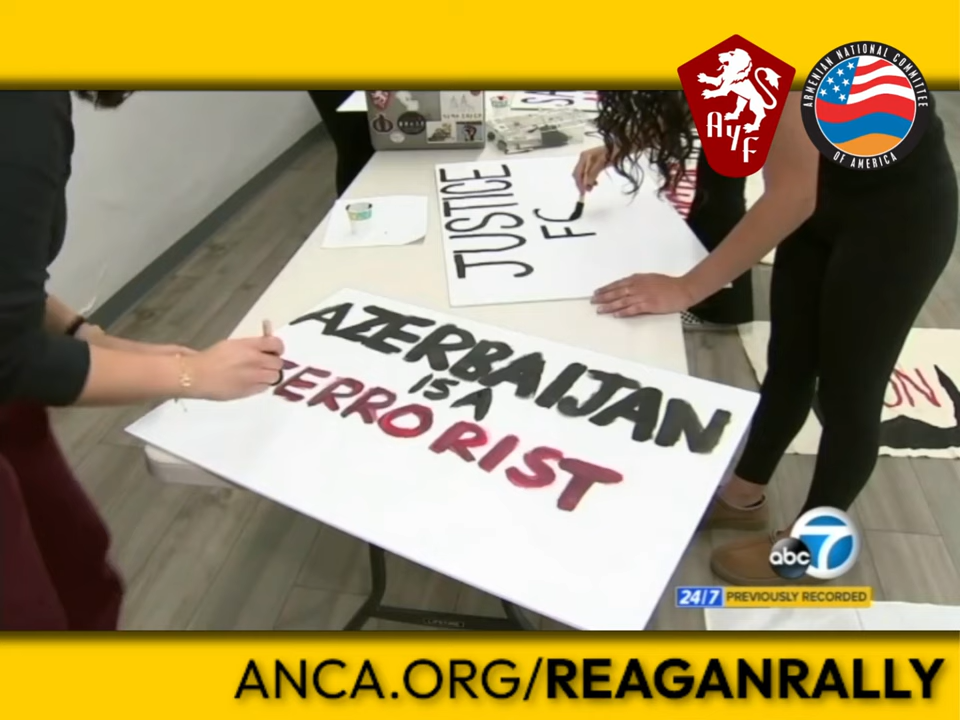 ARMENIAN NATIONAL COMMITTEE
OF AMERICA
AYF
JUSTICE
FC
AZERBAIJAN
IS A
TERRORIST
ON
abc 7
24/7 PREVIOUSLY RECORDED
ANCA.ORG/REAGANRALLY